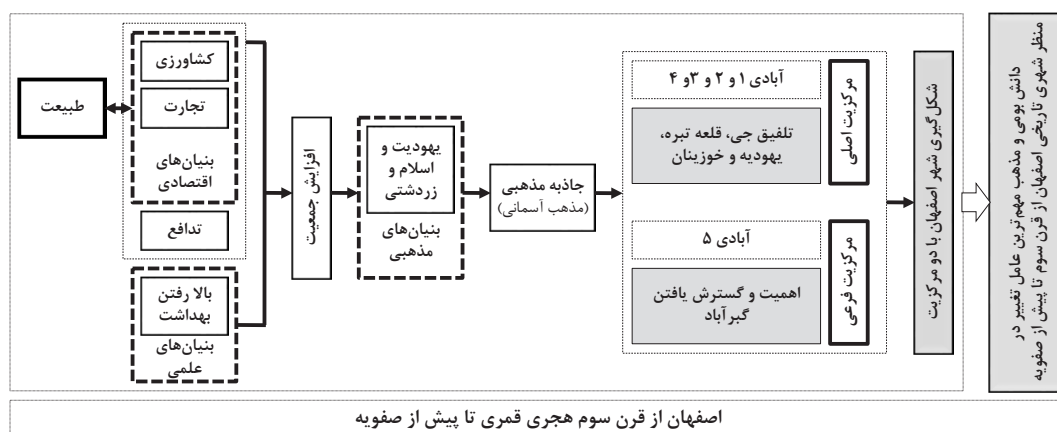 طبیعت
کشاورزی
تجارت
بنیان‌های
اقتصادی
تدافع
بالا رفتن
بهداشت
بنیان‌های
علمی
افزایش جمعیت
یهودیت و
اسلام و
زردشتی
بنیان‌های
مذهبی
جاذبه مذهبی
(مذهب آسمانی)
آبادی ۱ و ۲ و ۳و ۴
تلفیق جی، قلعه تبره،
یهودیه و خوزینان
مرکزیت اصلی
آبادی ۵
اهمیت و گسترش یافتن
گبرآباد
مرکزیت فرعی
شکل‌گیری شهر اصفهان با دو مرکزیت
دانش بومی و مذهب مهم‌ترین عامل تغییر در
منظر شهری تاریخی اصفهان از قرن سوم تا پیش از صفویه
اصفهان از قرن سوم هجری قمری تا پیش از صفویه